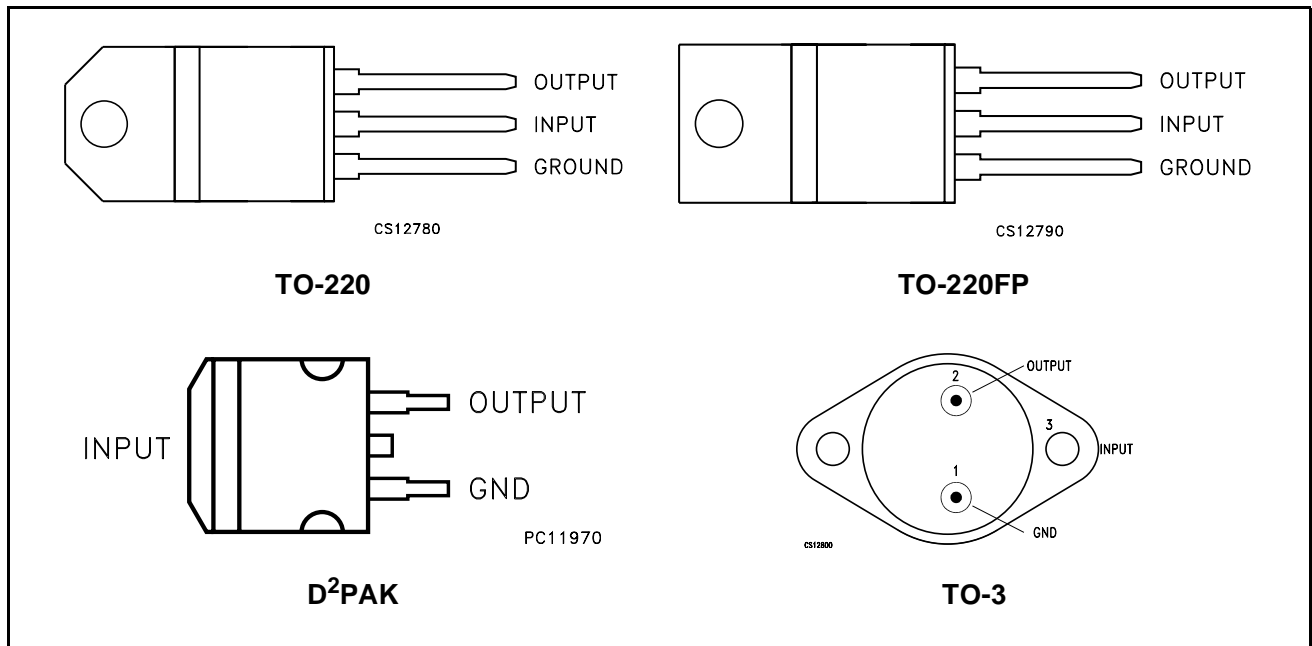 OUTPUT
INPUT
GROUND
CS12780
TO-220
OUTPUT
INPUT
GROUND
CS12790
TO-220FP
INPUT
OUTPUT
GND
PC11970
D²PAK
2
OUTPUT
3
INPUT
1
GND
CS12800
TO-3